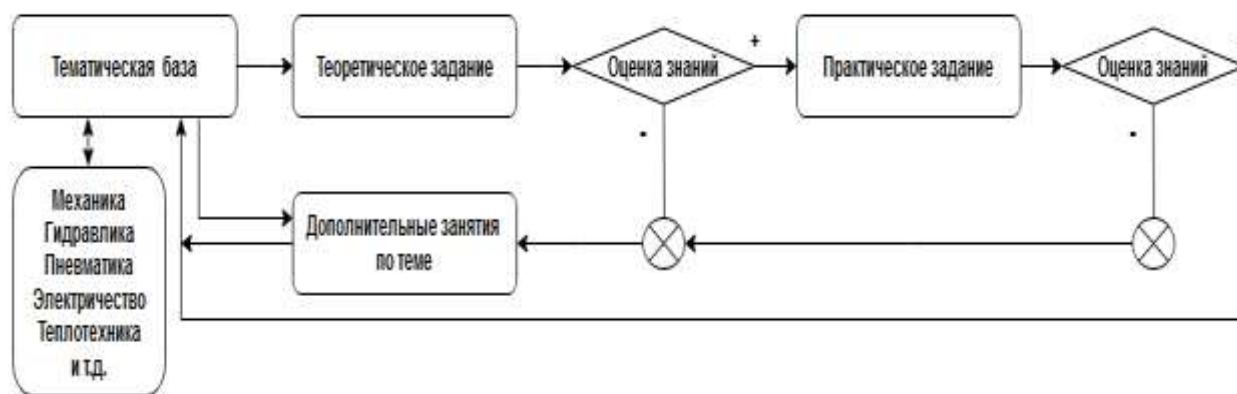 Тематическая база
Теоретическое задание
Оценка знаний
+
Практическое задание
Оценка знаний
-
-
Механика
Гидравлика
Пневматика
Электричество
Теплотехника
и т.д.
Дополнительные занятия
по теме